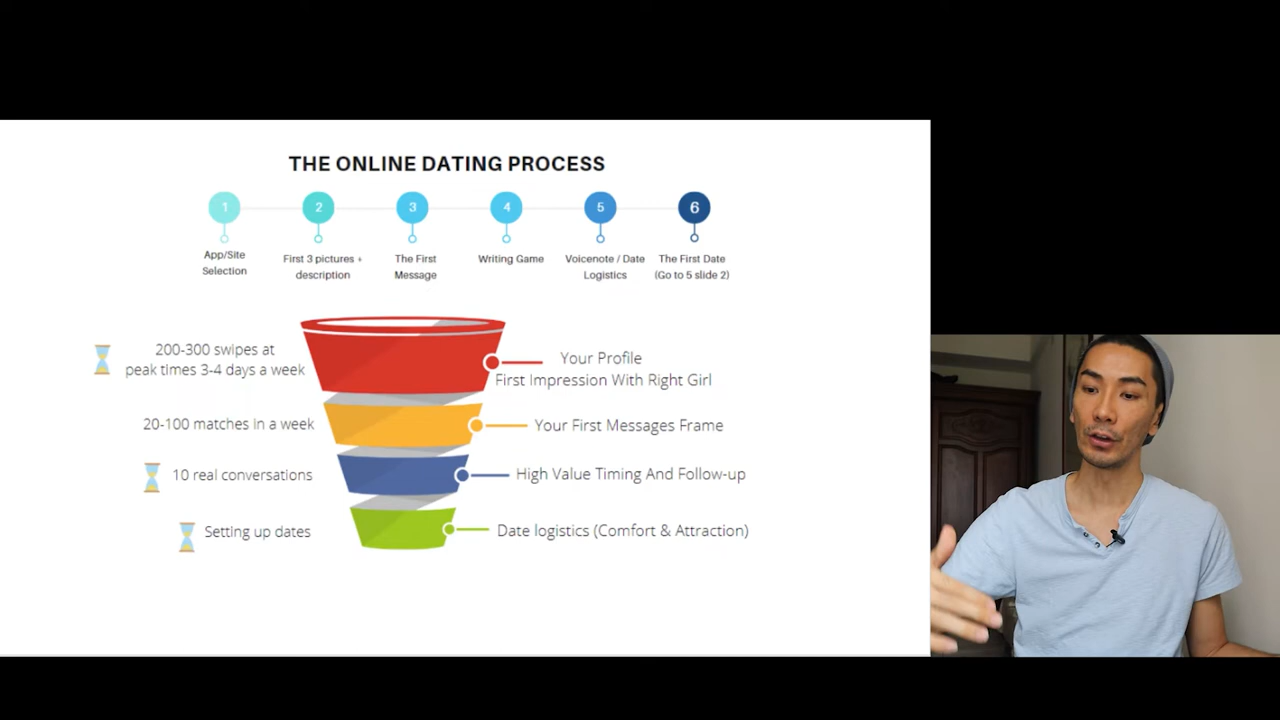 THE ONLINE DATING PROCESS
1
2
3
4
5
6
App/Site
Selection
First 3 pictures +
description
The First
Message
Writing Game
Voicenote / Date
Logistics
The First Date
(Go to 5 slide 2)
200-300 swipes at
peak times 3-4 days a week
Your Profile
First Impression With Right Girl
20-100 matches in a week
Your First Messages Frame
10 real conversations
High Value Timing And Follow-up
Setting up dates
Date logistics (Comfort & Attraction)